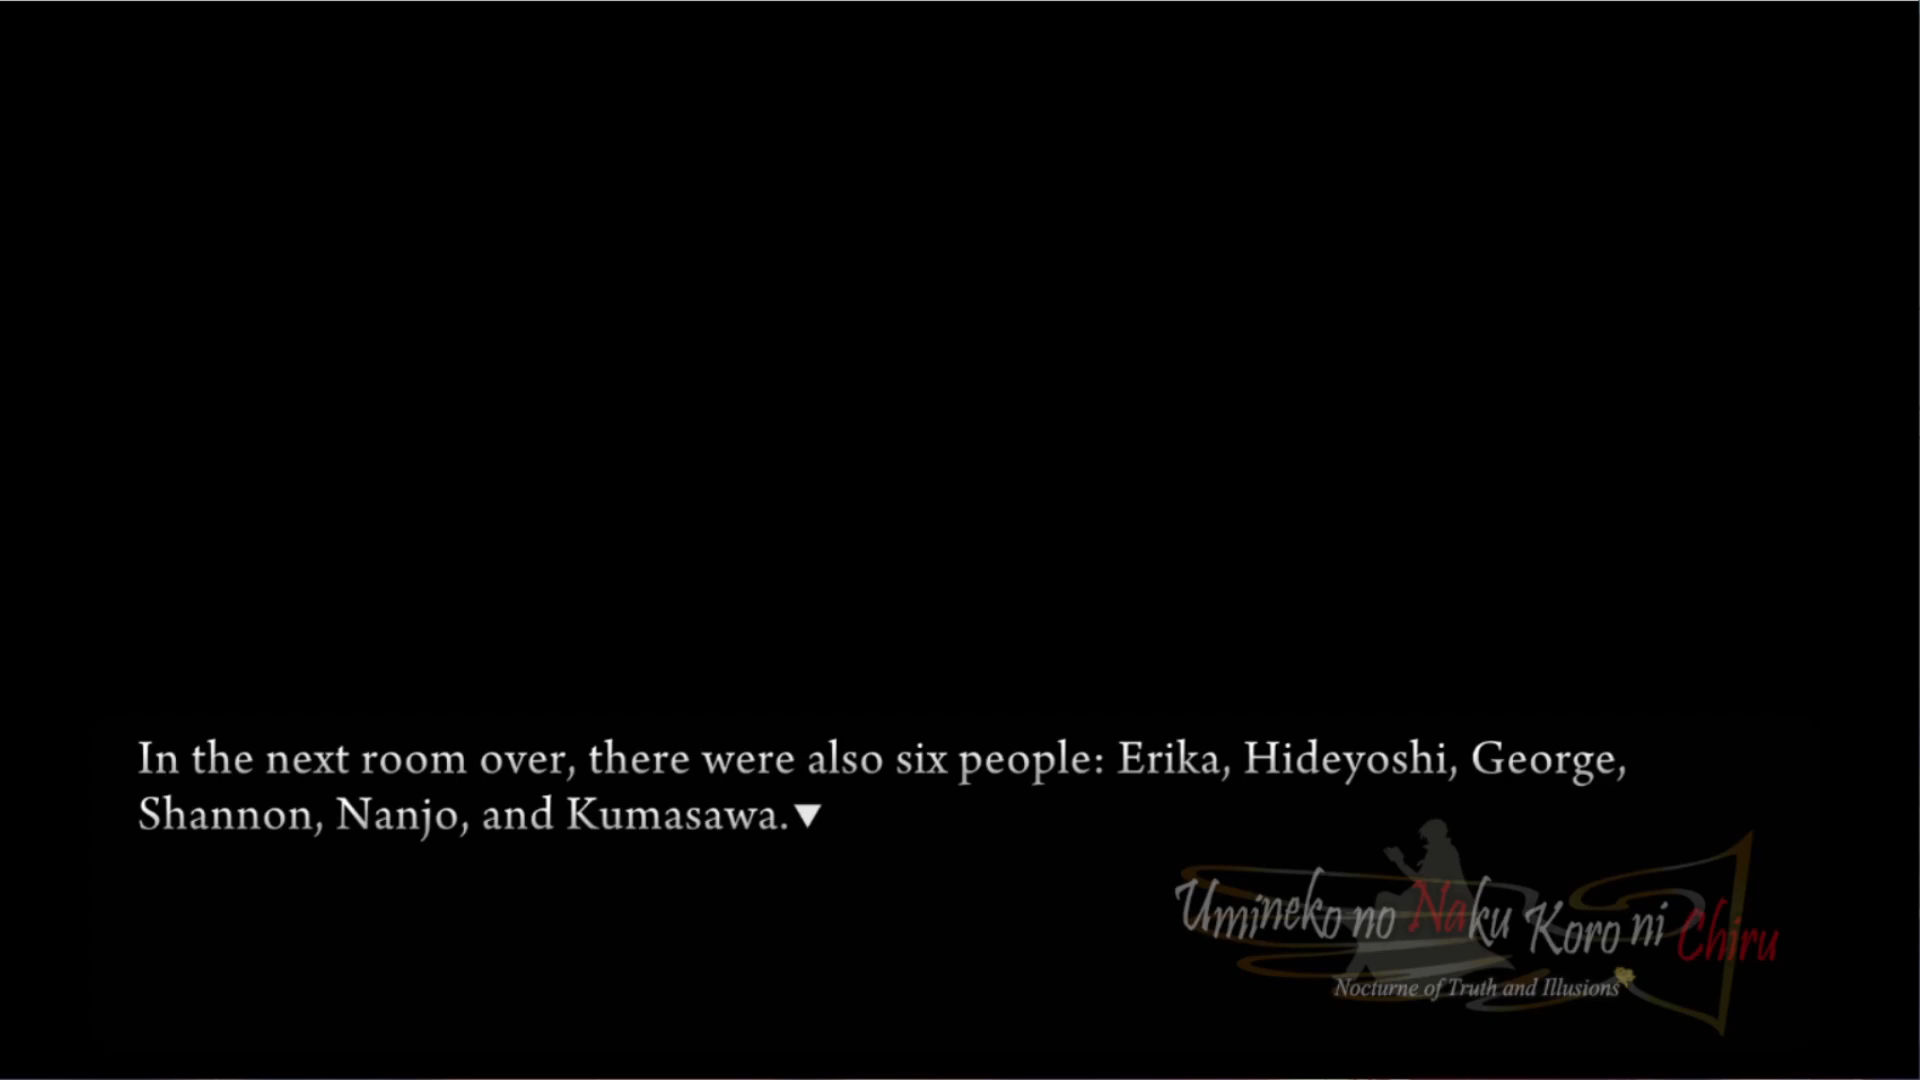 In the next room over, there were also six people: Erika, Hideyoshi, George,
Shannon, Nanjo, and Kumasawa.▼
Umineko no Naku Koro ni Chiru
Nocturne of Truth and Illusions